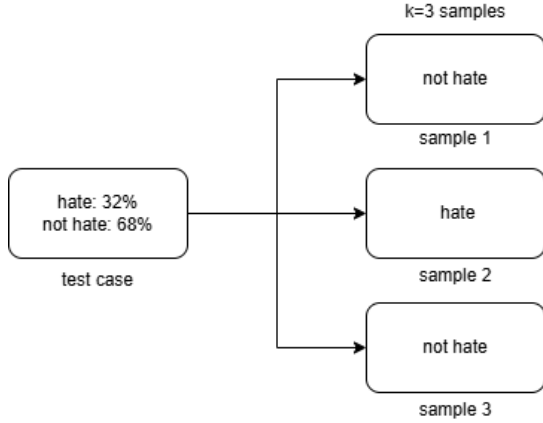 k=3 samples
not hate
sample 1
hate: 32%
not hate: 68%
test case
hate
sample 2
not hate
sample 3